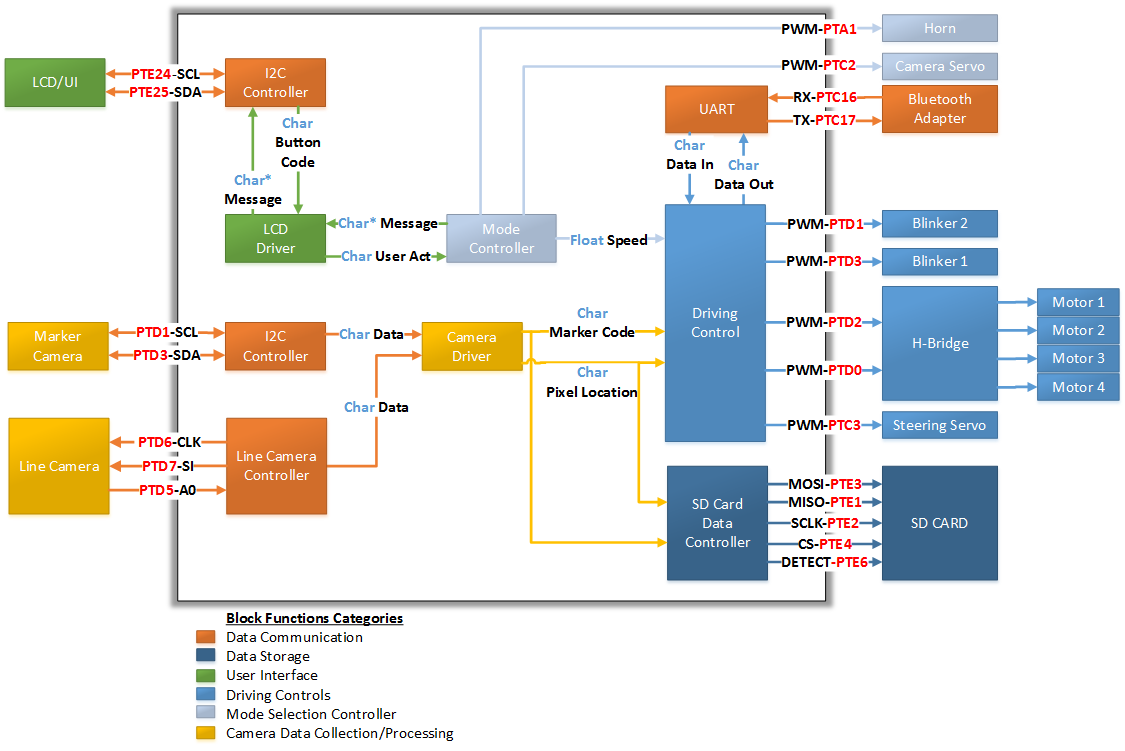 PWM-PTA1
Horn
PWM-PTC2
Camera Servo
LCD/UI
PTE24-SCL
PTE25-SDA
I2C
Controller
UART
RX-PTC16
TX-PTC17
Bluetooth
Adapter
Char
Button
Code
Char*
Message
Char
Data In
Char
Data Out
LCD
Driver
Char* Message
Char User Act
Mode
Controller
Float Speed
Driving
Control
PWM-PTD1
Blinker 2
PWM-PTD3
Blinker 1
PWM-PTD2
PWM-PTD0
H-Bridge
Motor 1
Motor 2
Motor 3
Motor 4
PWM-PTC3
Steering Servo
Marker
Camera
PTD1-SCL
PTD3-SDA
I2C
Controller
Char Data
Camera
Driver
Char
Marker Code
Char
Pixel Location
Char Data
Line Camera
PTD6-CLK
PTD7-SI
PTD5-A0
Line Camera
Controller
SD Card
Data
Controller
MOSI-PTE3
MISO-PTE1
SCLK-PTE2
CS-PTE4
DETECT-PTE6
SD CARD
Block Functions Categories
Data Communication
Data Storage
User Interface
Driving Controls
Mode Selection Controller
Camera Data Collection/Processing